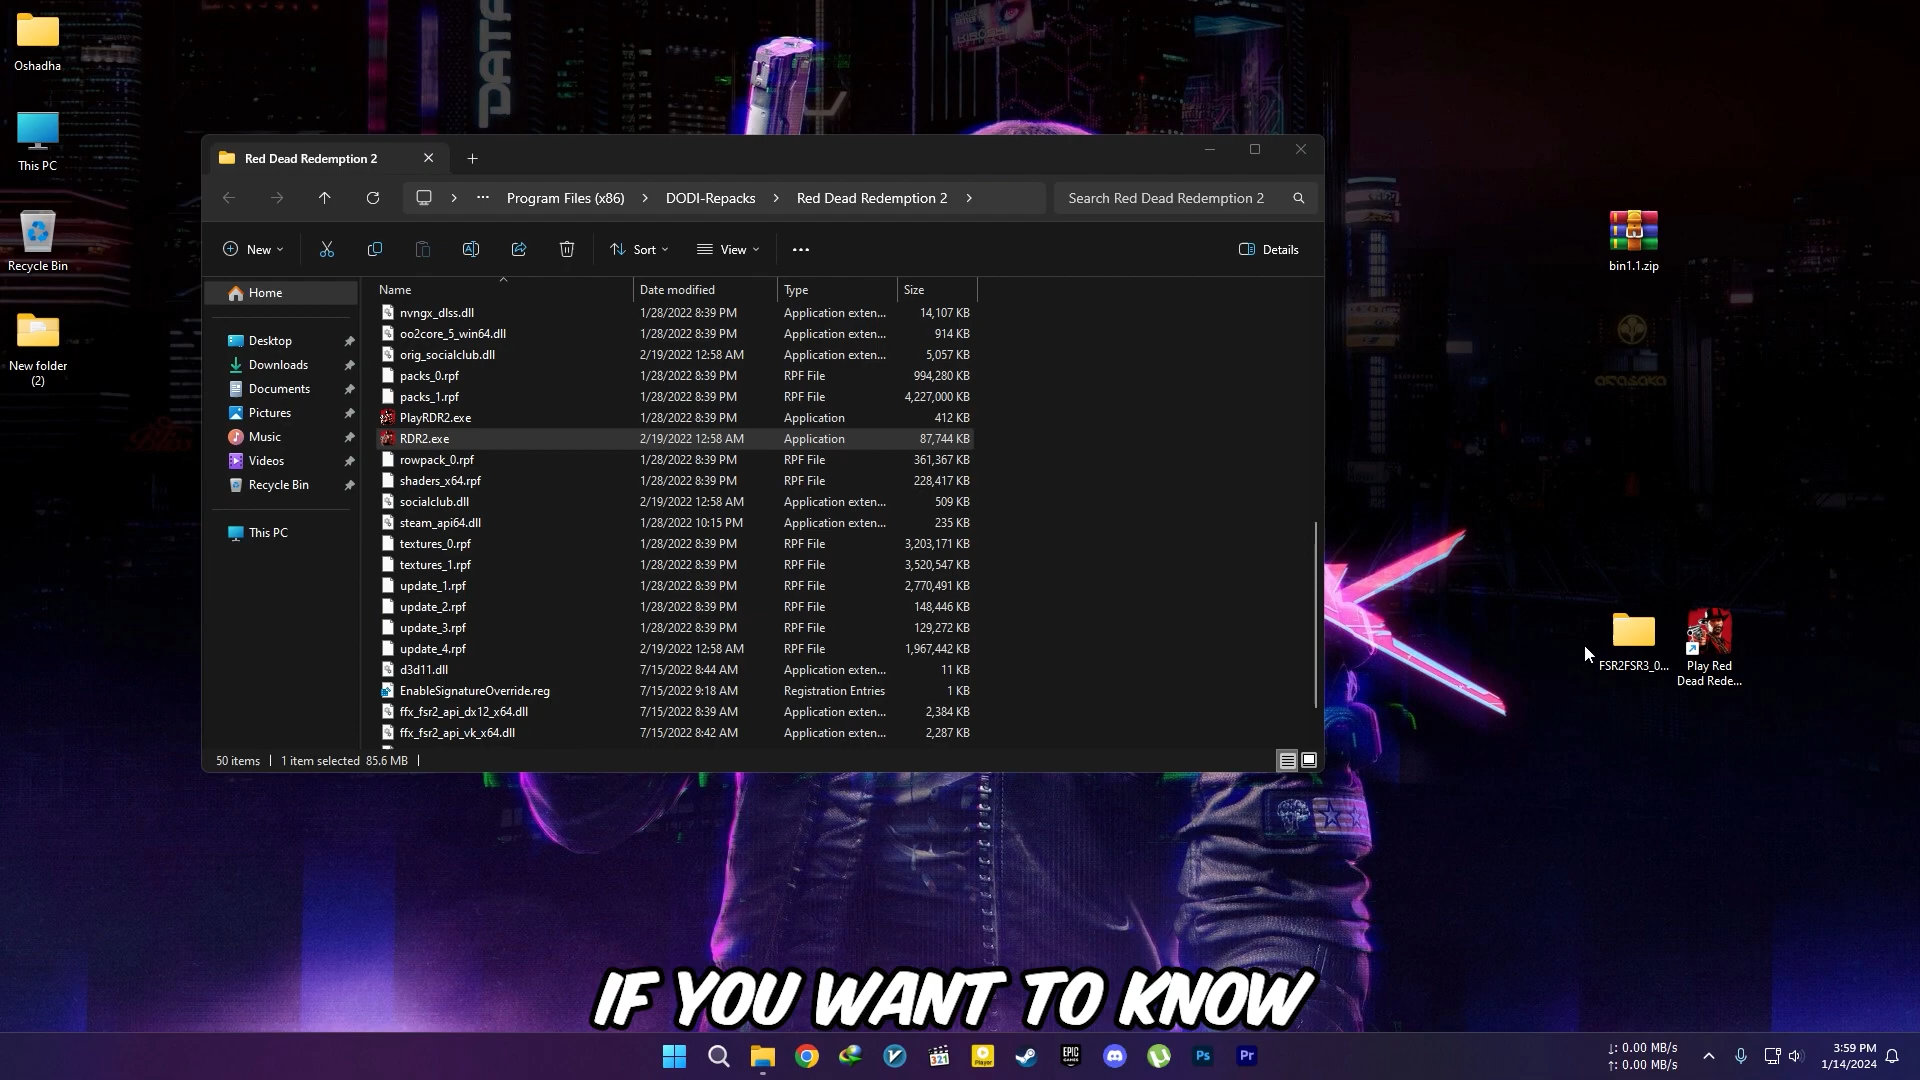 Oshadha
This PC
Recycle Bin
New folder
(2)
DATA
Red Dead Redemption 2
Program Files (x86)
DODI-Repacks
Red Dead Redemption 2
Search Red Dead Redemption 2
New
Sort
View
Details
Home
Desktop
Downloads
Documents
Pictures
Music
Videos
Recycle Bin
This PC
Name Date modified Type Size
nvngx_dlss.dll 1/28/2022 8:39 PM Application exten... 14,107 KB
oo2core_5_win64.dll 1/28/2022 8:39 PM Application exten... 914 KB
orig_socialclub.dll 2/19/2022 12:58 AM Application exten... 5,057 KB
packs_0.rpf 1/28/2022 8:39 PM RPF File 994,280 KB
packs_1.rpf 1/28/2022 8:39 PM RPF File 4,227,000 KB
PlayRDR2.exe 1/28/2022 8:39 PM Application 412 KB
RDR2.exe 2/19/2022 12:58 AM Application 87,744 KB
rowpack_0.rpf 1/28/2022 8:39 PM RPF File 361,367 KB
shaders_x64.rpf 1/28/2022 8:39 PM RPF File 228,417 KB
socialclub.dll 2/19/2022 12:58 AM Application exten... 509 KB
steam_api64.dll 1/28/2022 10:15 PM Application exten... 235 KB
textures_0.rpf 1/28/2022 8:39 PM RPF File 3,203,171 KB
textures_1.rpf 1/28/2022 8:39 PM RPF File 3,520,547 KB
update_1.rpf 1/28/2022 8:39 PM RPF File 2,770,491 KB
update_2.rpf 1/28/2022 8:39 PM RPF File 148,446 KB
update_3.rpf 1/28/2022 8:39 PM RPF File 129,272 KB
update_4.rpf 2/19/2022 12:58 AM RPF File 1,967,442 KB
d3d11.dll 7/15/2022 8:44 AM Application exten... 11 KB
EnableSignatureOverride.reg 7/15/2022 9:18 AM Registration Entries 1 KB
ffx_fsr2_api_dx12_x64.dll 7/15/2022 8:39 AM Application exten... 2,384 KB
ffx_fsr2_api_vk_x64.dll 7/15/2022 8:42 AM Application exten... 2,287 KB
50 items 1 item selected 85.6 MB
bin1.1.zip
arasaka
FSR2FSR3_0...
Play Red
Dead Rede...
IF YOU WANT TO KNOW
321
Player
EPIC
GAMES
Ps
Pr
↓: 0.00 MB/s
↑: 0.00 MB/s
3:59 PM
1/14/2024